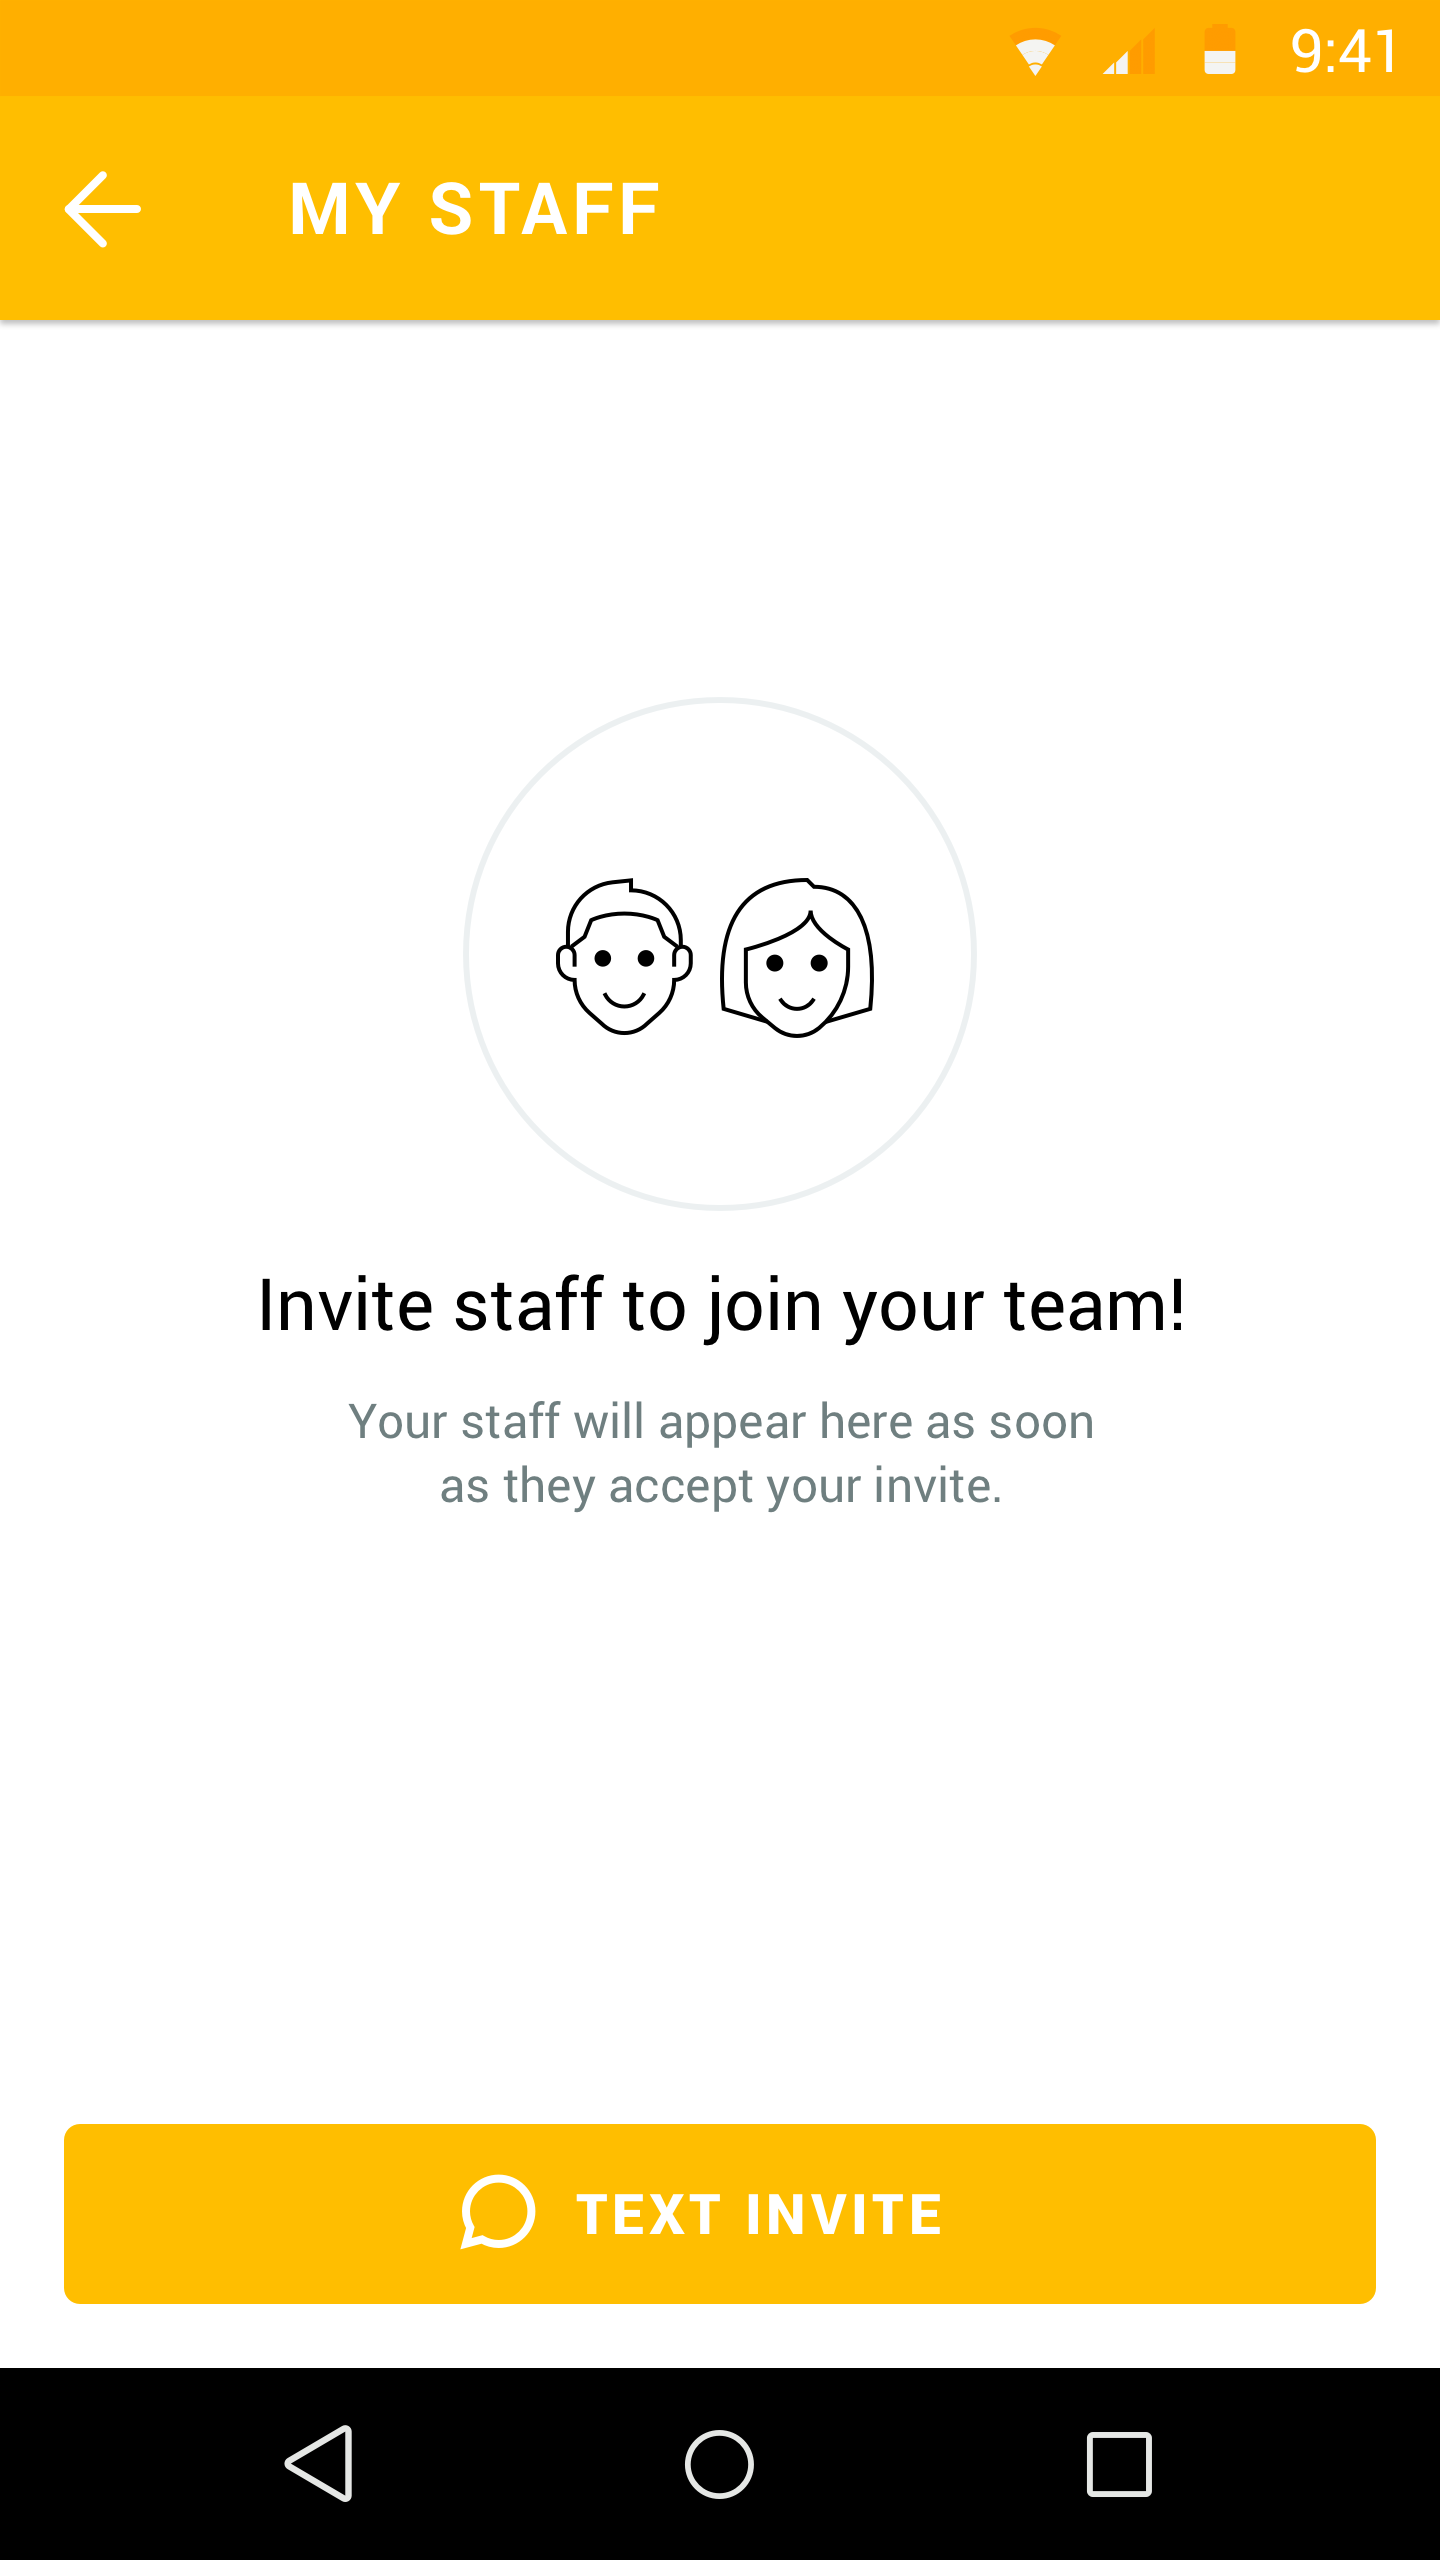 9:41
MY STAFF
Invite staff to join your team!
Your staff will appear here as soon
as they accept your invite.
TEXT INVITE